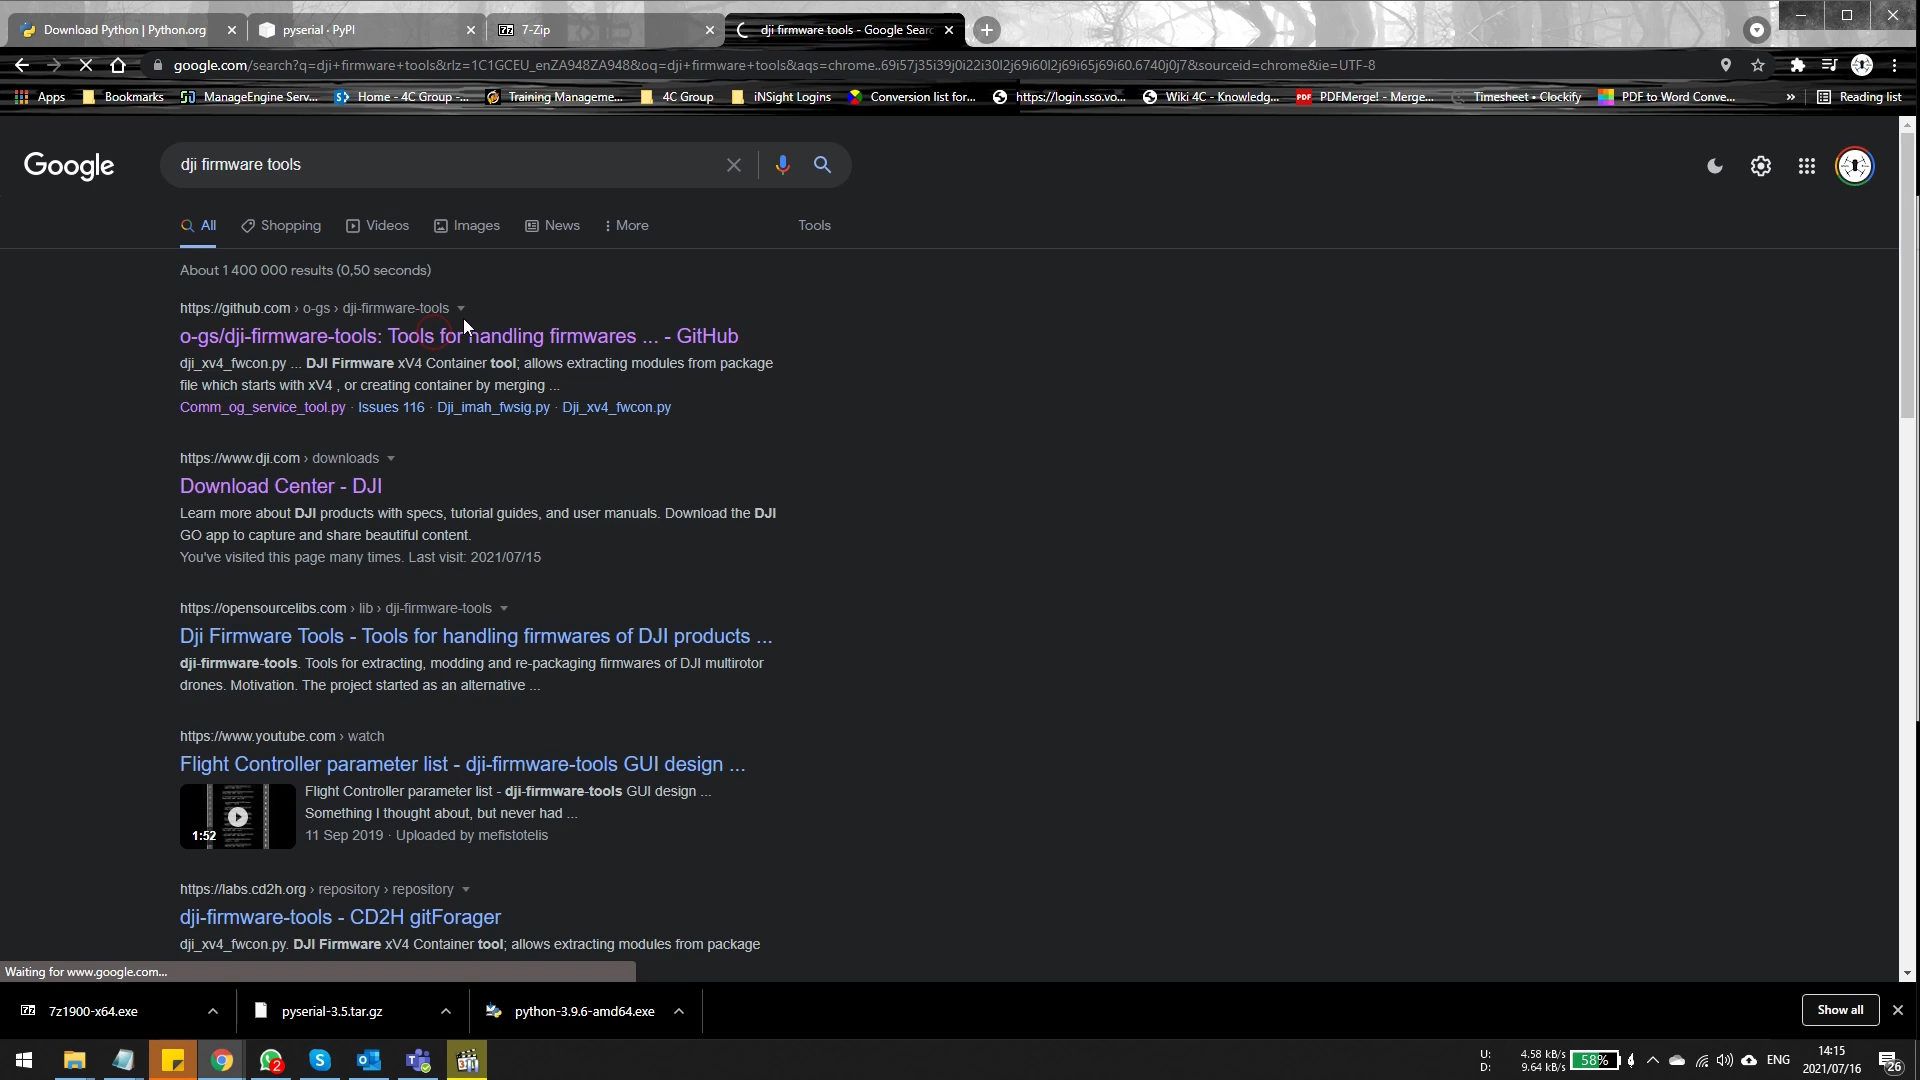 Download Python | Python.org
pyserial · PyPI
7-Zip
dji firmware tools - Google Searc
google.com/search?q=dji+firmware+tools&rlz=1C1GCEU_enZA948ZA948&oq=dji+firmware+tools&aqs=chrome..69i57j35i39j0i22i30l2j69i60l2j69i65j69i60.6740j0j7&sourceid=chrome&ie=UTF-8
Apps
Bookmarks
ManageEngine Serv...
Home - 4C Group -...
Training Manageme...
4C Group
iNSight Logins
Conversion list for...
https://login.sso.vo...
Wiki 4C - Knowledg...
PDFMerge! - Merge...
Timesheet • Clockify
PDF to Word Conve...
»
Reading list
Google
dji firmware tools
All
Shopping
Videos
Images
News
More
Tools
About 1 400 000 results (0,50 seconds)
https://github.com › o-gs › dji-firmware-tools
o-gs/dji-firmware-tools: Tools for handling firmwares ... - GitHub
dji_xv4_fwcon.py ... DJI Firmware xV4 Container tool; allows extracting modules from package
file which starts with xV4 , or creating container by merging ...
Comm_og_service_tool.py · Issues 116 · Dji_imah_fwsig.py · Dji_xv4_fwcon.py
https://www.dji.com › downloads
Download Center - DJI
Learn more about DJI products with specs, tutorial guides, and user manuals. Download the DJI
GO app to capture and share beautiful content.
You've visited this page many times. Last visit: 2021/07/15
https://opensourcelibs.com › lib › dji-firmware-tools
Dji Firmware Tools - Tools for handling firmwares of DJI products ...
dji-firmware-tools. Tools for extracting, modding and re-packaging firmwares of DJI multirotor
drones. Motivation. The project started as an alternative ...
https://www.youtube.com › watch
Flight Controller parameter list - dji-firmware-tools GUI design ...
Flight Controller parameter list - dji-firmware-tools GUI design ...
Something I thought about, but never had ...
1:52
11 Sep 2019 · Uploaded by mefistotelis
https://labs.cd2h.org › repository › repository
dji-firmware-tools - CD2H gitForager
dji_xv4_fwcon.py. DJI Firmware xV4 Container tool; allows extracting modules from package
Waiting for www.google.com...
7z1900-x64.exe
pyserial-3.5.tar.gz
python-3.9.6-amd64.exe
Show all
U: 4.58 kB/s
D: 9.64 kB/s
58%
ENG
14:15
2021/07/16
26
2